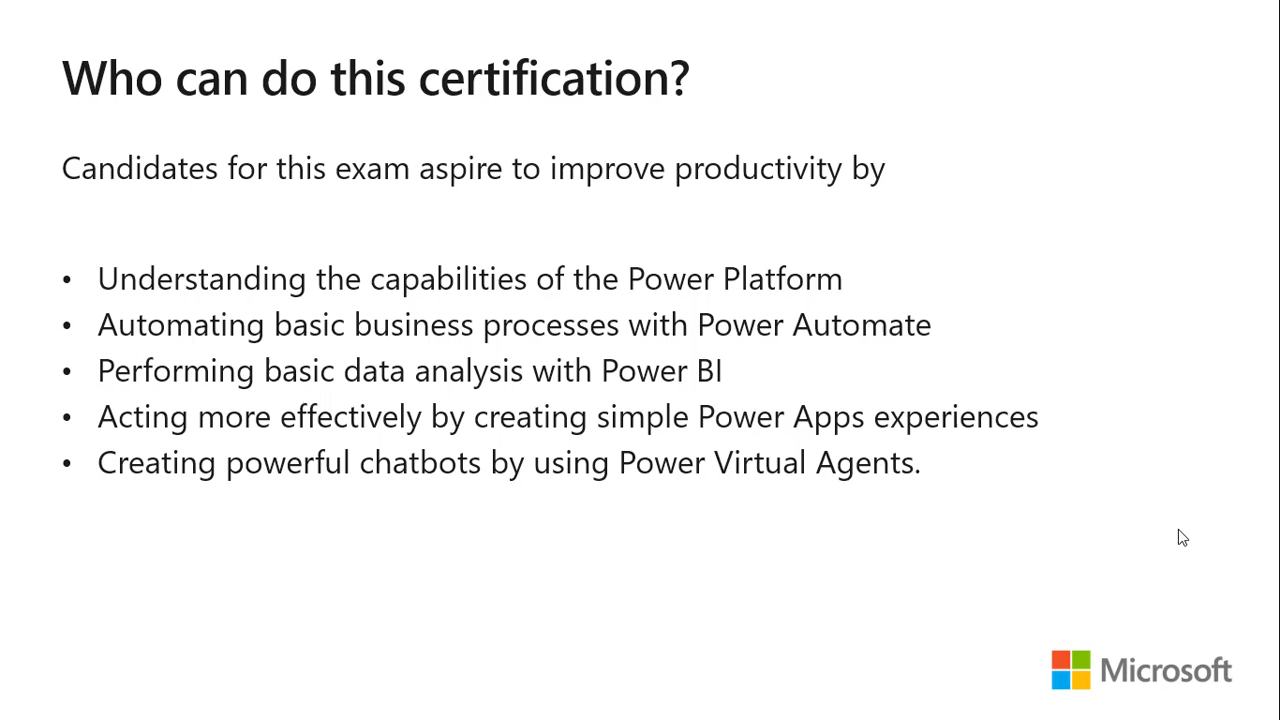 Who can do this certification?
Candidates for this exam aspire to improve productivity by
• Understanding the capabilities of the Power Platform
• Automating basic business processes with Power Automate
• Performing basic data analysis with Power BI
• Acting more effectively by creating simple Power Apps experiences
• Creating powerful chatbots by using Power Virtual Agents.
Microsoft